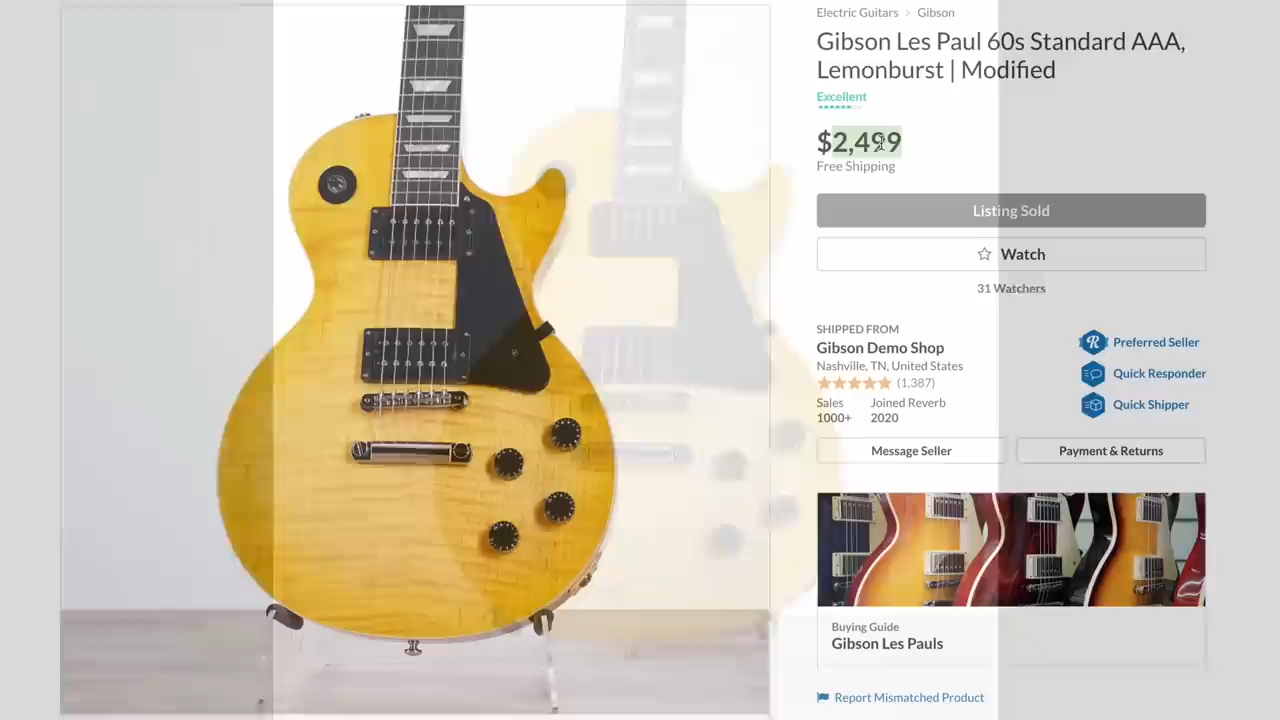 Electric Guitars > Gibson
Gibson Les Paul 60s Standard AAA,
Lemonburst | Modified
Excellent
$2,499
Free Shipping
Listing Sold
Watch
31 Watchers
SHIPPED FROM
Gibson Demo Shop
Nashville, TN, United States
(1,387)
Sales Joined Reverb
1000+ 2020
Preferred Seller
Quick Responder
Quick Shipper
Message Seller
Payment & Returns
Buying Guide
Gibson Les Pauls
Report Mismatched Product